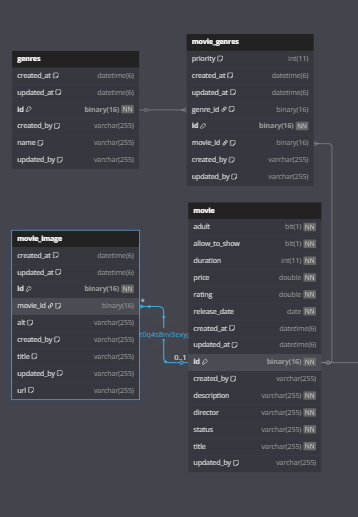 genres
created_at datetime(6)
updated_at datetime(6)
id binary(16) NN
created_by varchar(255)
name varchar(255)
updated_by varchar(255)
movie_genres
priority int(11)
created_at datetime(6)
updated_at datetime(6)
genre_id binary(16)
id binary(16) NN
movie_id binary(16)
created_by varchar(255)
updated_by varchar(255)
movie_image
created_at datetime(6)
updated_at datetime(6)
id binary(16) NN
movie_id binary(16)
alt varchar(255)
created_by varchar(255)
title varchar(255)
updated_by varchar(255)
url varchar(255)
*
0..1
movie
adult bit(1) NN
allow_to_show bit(1) NN
duration int(11) NN
price double NN
rating double NN
release_date date NN
created_at datetime(6)
updated_at datetime(6)
id binary(16) NN
created_by varchar(255)
description varchar(255) NN
director varchar(255) NN
status varchar(255) NN
title varchar(255) NN
updated_by varchar(255)